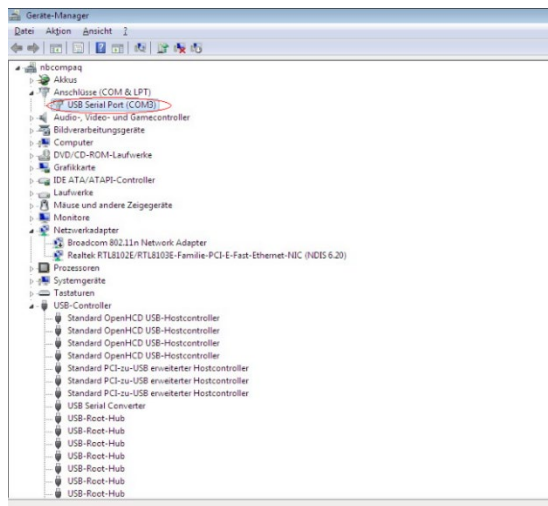 Geräte-Manager
Datei Aktion Ansicht ?
nbcompaq
Akkus
Anschlüsse (COM & LPT)
USB Serial Port (COM3)
Audio-, Video- und Gamecontroller
Bildverarbeitungsgeräte
Computer
DVD/CD-ROM-Laufwerke
Grafikkarte
IDE ATA/ATAPI-Controller
Laufwerke
Mäuse und andere Zeigegeräte
Monitore
Netzwerkadapter
Broadcom 802.11n Network Adapter
Realtek RTL8102E/RTL8103E-Familie-PCI-E-Fast-Ethernet-NIC (NDIS 6.20)
Prozessoren
Systemgeräte
Tastaturen
USB-Controller
Standard OpenHCD USB-Hostcontroller
Standard OpenHCD USB-Hostcontroller
Standard OpenHCD USB-Hostcontroller
Standard OpenHCD USB-Hostcontroller
Standard PCI-zu-USB erweiterter Hostcontroller
Standard PCI-zu-USB erweiterter Hostcontroller
Standard PCI-zu-USB erweiterter Hostcontroller
USB Serial Converter
USB-Root-Hub
USB-Root-Hub
USB-Root-Hub
USB-Root-Hub
USB-Root-Hub
USB-Root-Hub
USB-Root-Hub